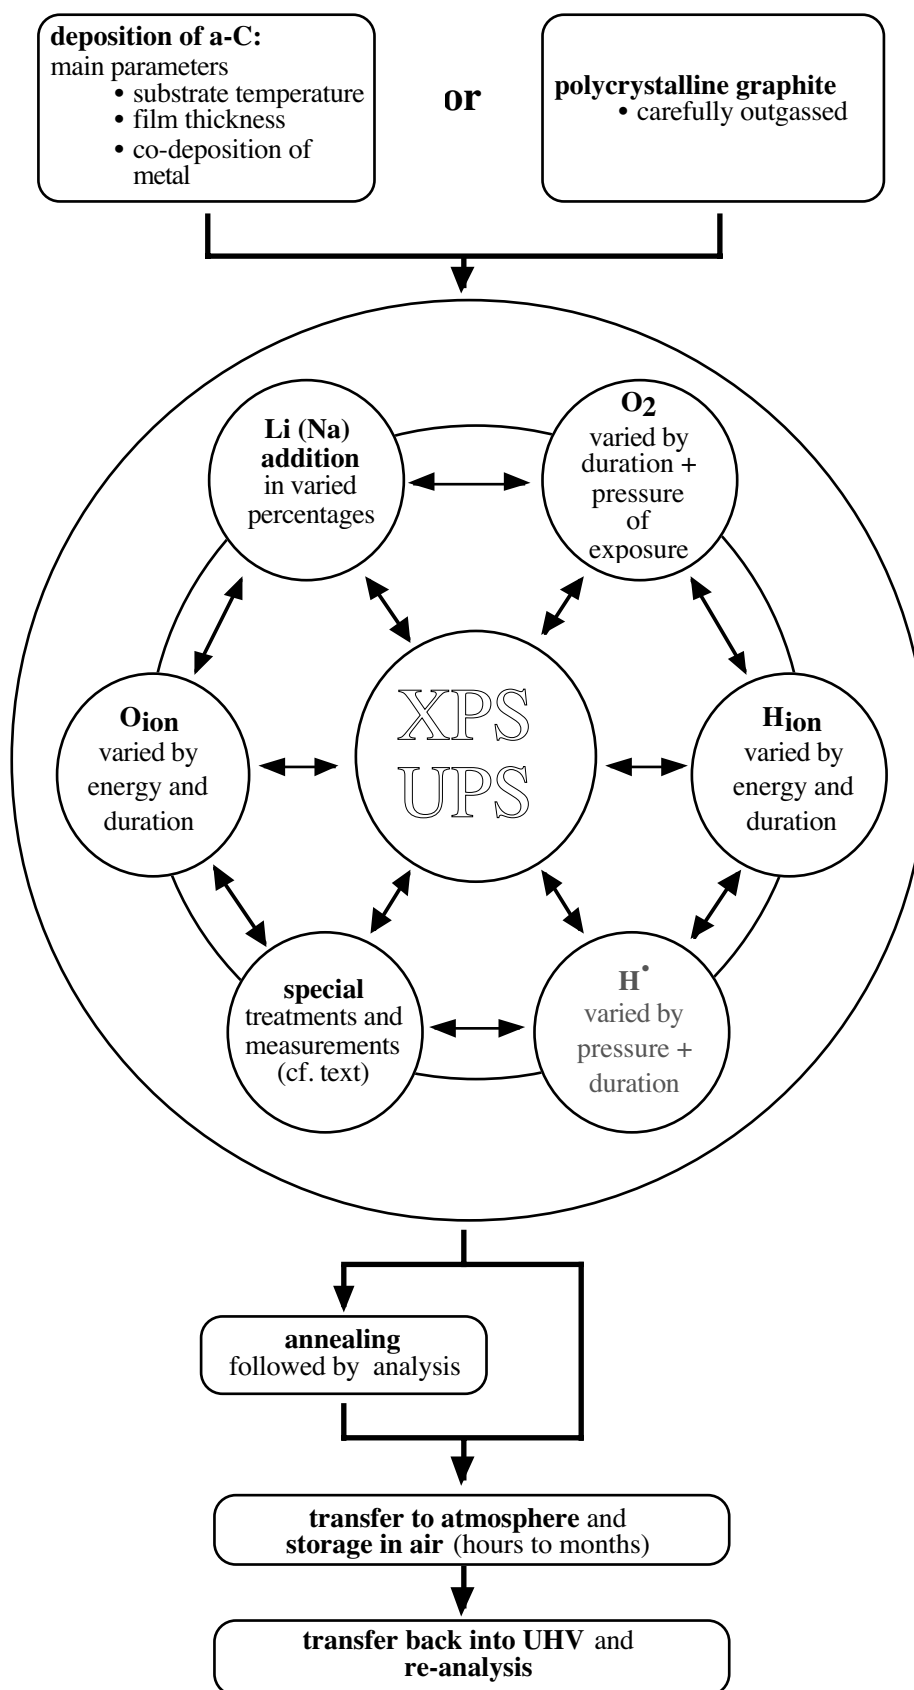 deposition of a-C:
main parameters
• substrate temperature
• film thickness
• co-deposition of
metal
or
polycrystalline graphite
• carefully outgassed
Li (Na)
addition
in varied
percentages
O2
varied by
duration +
pressure
of
exposure
XPS
UPS
Oion
varied by
energy and
duration
Hion
varied by
energy and
duration
special
treatments and
measurements
(cf. text)
H•
varied by
pressure +
duration
annealing
followed by analysis
transfer to atmosphere and
storage in air (hours to months)
transfer back into UHV and
re-analysis